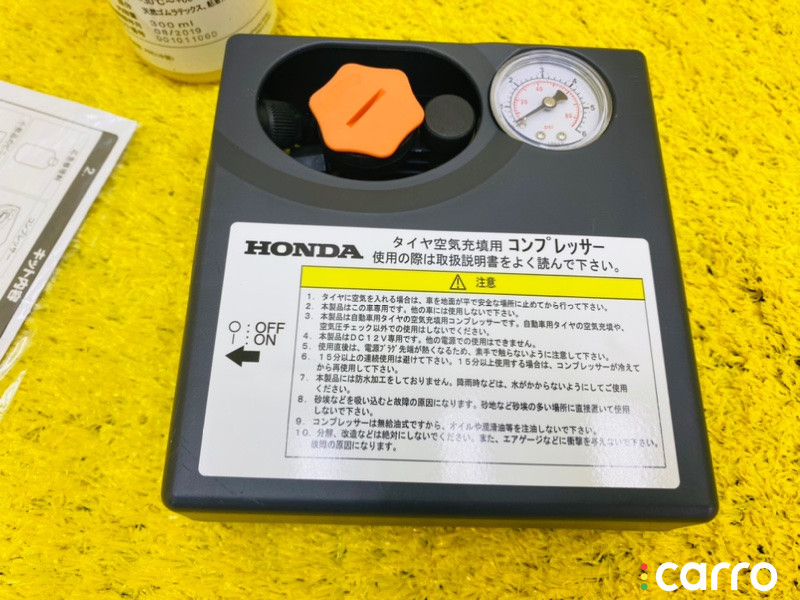 300ml
08/2019
001011060
2.
キット内容
コンプレッサー
psi
HONDA
タイヤ空気充填用 コンプレッサー
使用の際は取扱説明書をよく読んで下さい。
注意
1. タイヤに空気を入れる場合は、車を地面が平で安全な場所に止めてから行って下さい。
2. 本製品はこの車専用です。他の車には使用しないで下さい。
3. 本製品は自動車用タイヤの空気充填用コンプレッサーです。自動車用タイヤの空気充填や、
空気圧チェック以外での使用はしないでください。
4. 本製品はDC12V専用です。他の電源での使用はできません。
5. 使用直後は、電源プラグ先端が熱くなるため、素手で触らないように注意して下さい。
6. 15分以上の連続使用は避けて下さい。15分以上使用する場合は、コンプレッサーが冷えて
から再使用して下さい。
7. 本製品には防水加工をしておりません。降雨時などは、水がかからないようにしてご使用
ください。
8. 砂埃などを吸い込むと故障の原因になります。砂地など砂埃の多い場所に直接置いて使用
しないで下さい。
9. コンプレッサーは無給油式ですから、オイルや潤滑油等を注油しないで下さい。
10. 分解、改造などは絶対にしないでください。また、エアゲージなどに衝撃を与えないで下さい。
故障の原因になります。
○:OFF
|:ON
carro